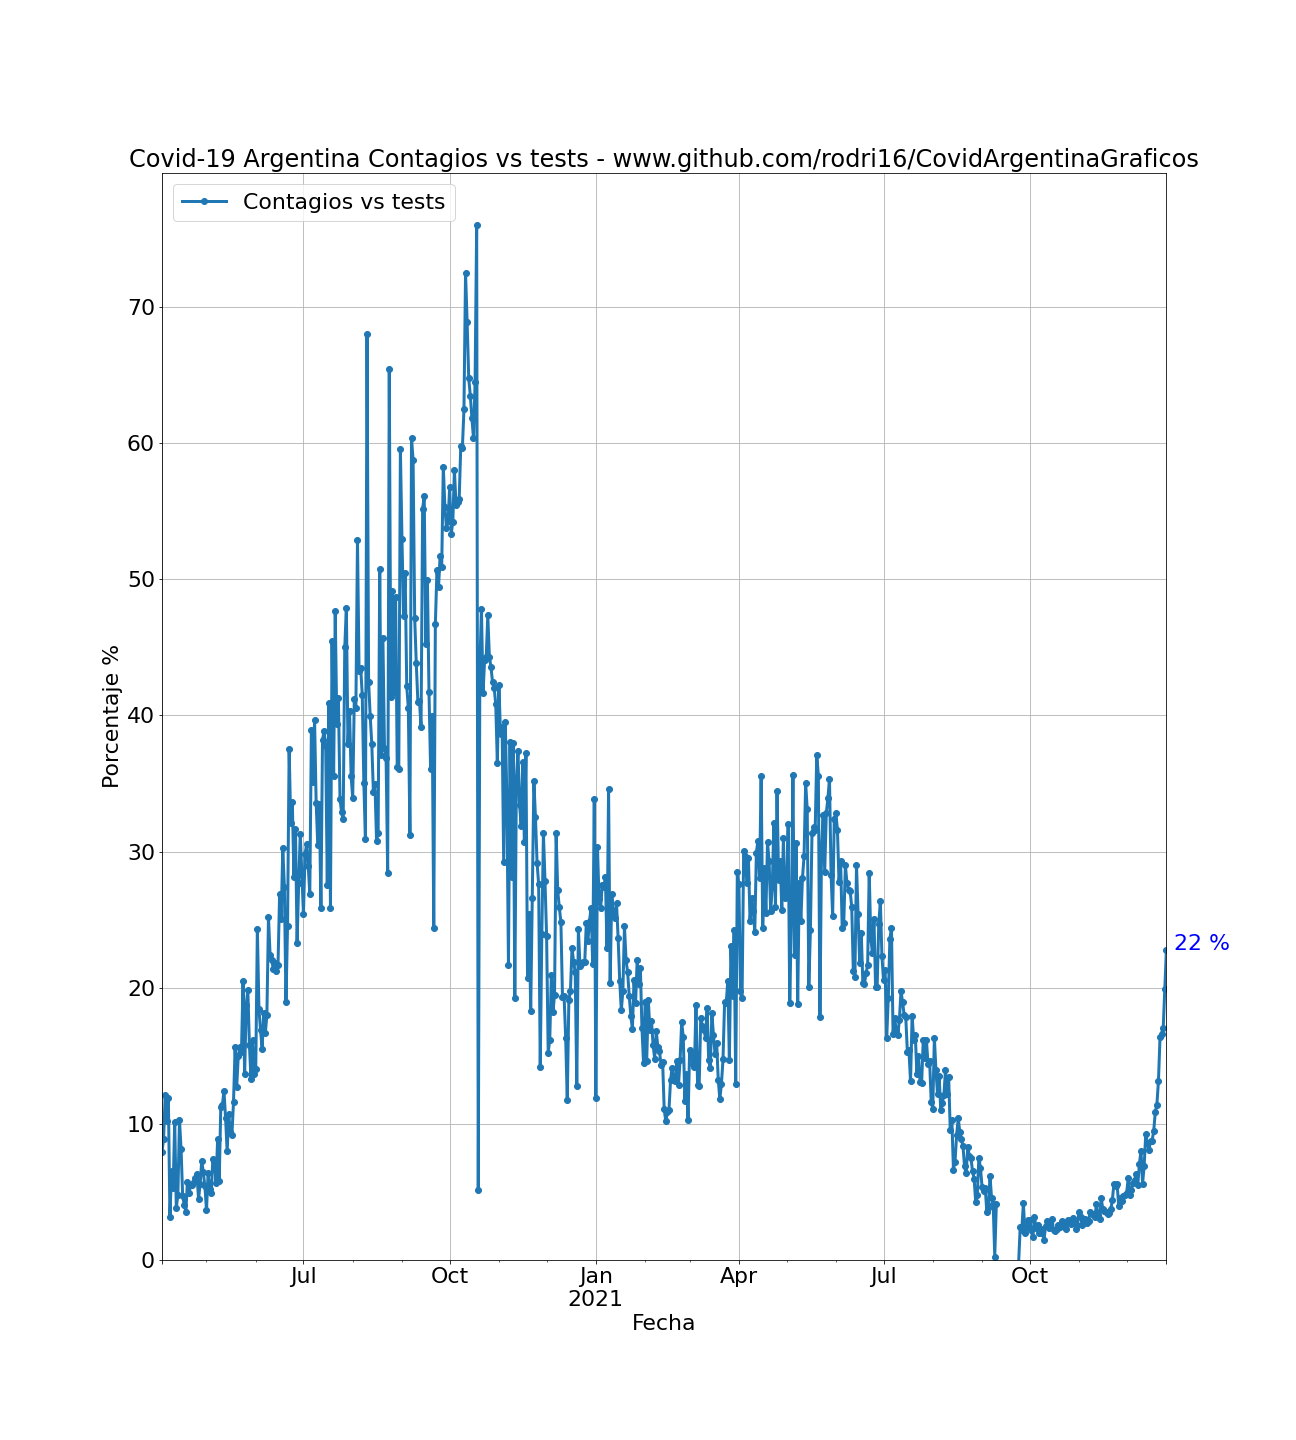 Covid-19 Argentina Contagios vs tests - www.github.com/rodri16/CovidArgentinaGraficos
Contagios vs tests
70
60
50
40
30
20
10
0
Porcentaje %
22 %
Jul Oct Jan Apr Jul Oct
2021
Fecha